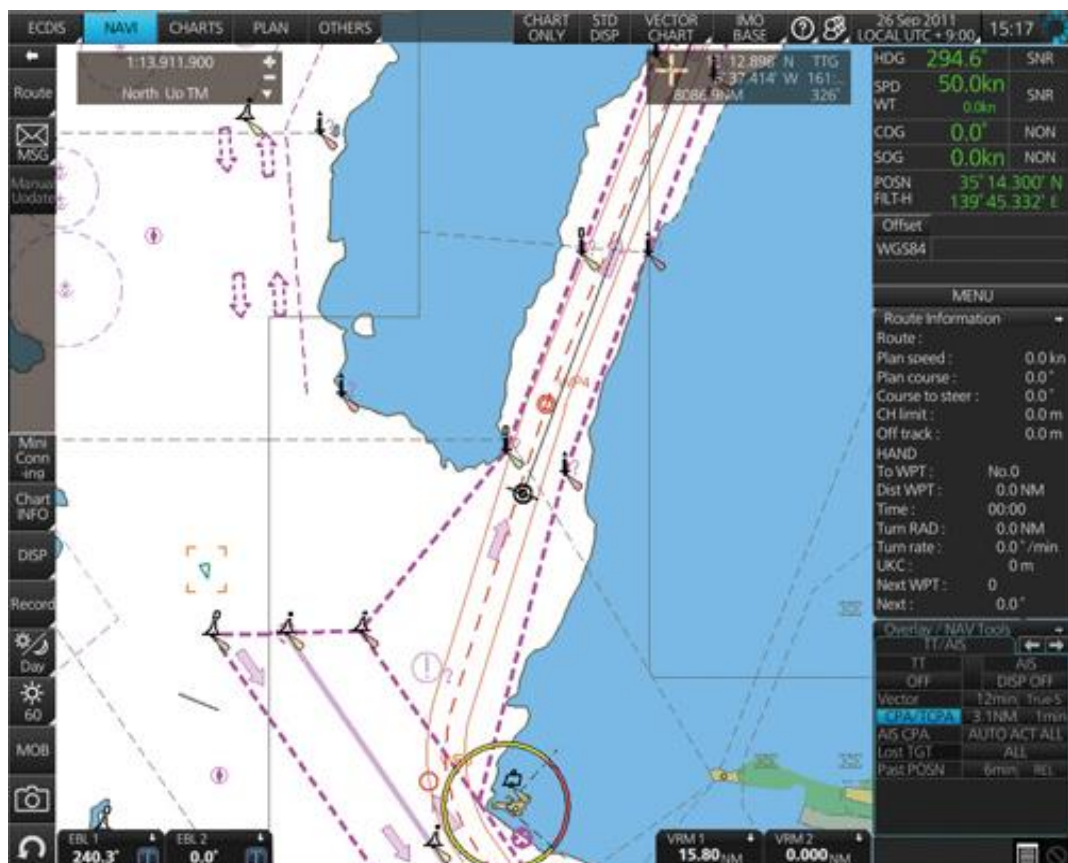 ECDIS NAVI CHARTS PLAN OTHERS CHART ONLY STD DISP VECTOR CHART IMO BASE ? 26 Sep 2011 LOCAL UTC + 9:00 15:17
1:13.911.900
North Up TM
12.898' N TTG
37.414' W 161:..
8086.9NM 326°
Route
MSG
Manual
Update
Mini
Conn
-ing
Chart
INFO
DISP
Record
Day
60
MOB
HDG 294.6° SNR
SPD 50.0kn SNR
WT 0.0kn
COG 0.0° NON
SOG 0.0kn NON
POSN 35°14.300' N
FILT-H 139°45.332' E
Offset
WGS84
MENU
Route Information
Route :
Plan speed : 0.0 kn
Plan course : 0.0°
Course to steer : 0.0°
CH limit : 0.0 m
Off track : 0.0 m
HAND
To WPT : No.0
Dist WPT : 0.0 NM
Time : 00:00
Turn RAD : 0.0 NM
Turn rate : 0.0°/min
UKC : 0 m
Next WPT : 0
Next : 0.0°
Overlay / NAV Tools
TT/AIS
TT AIS
OFF DISP OFF
Vector 12min True-S
CPA/TCPA 3.1NM 1min
AIS CPA AUTO ACT ALL
Lost TGT ALL
Past POSN 6min REL
EBL 1 EBL 2
240.3° 0.0°
VRM 1 VRM 2
15.80 NM 0.000 NM